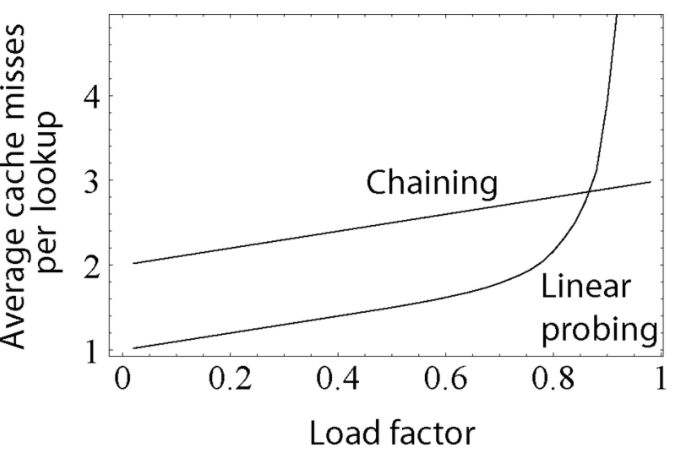 Average cache misses
per lookup
4
3
2
1
Chaining
Linear
probing
0 0.2 0.4 0.6 0.8 1
Load factor